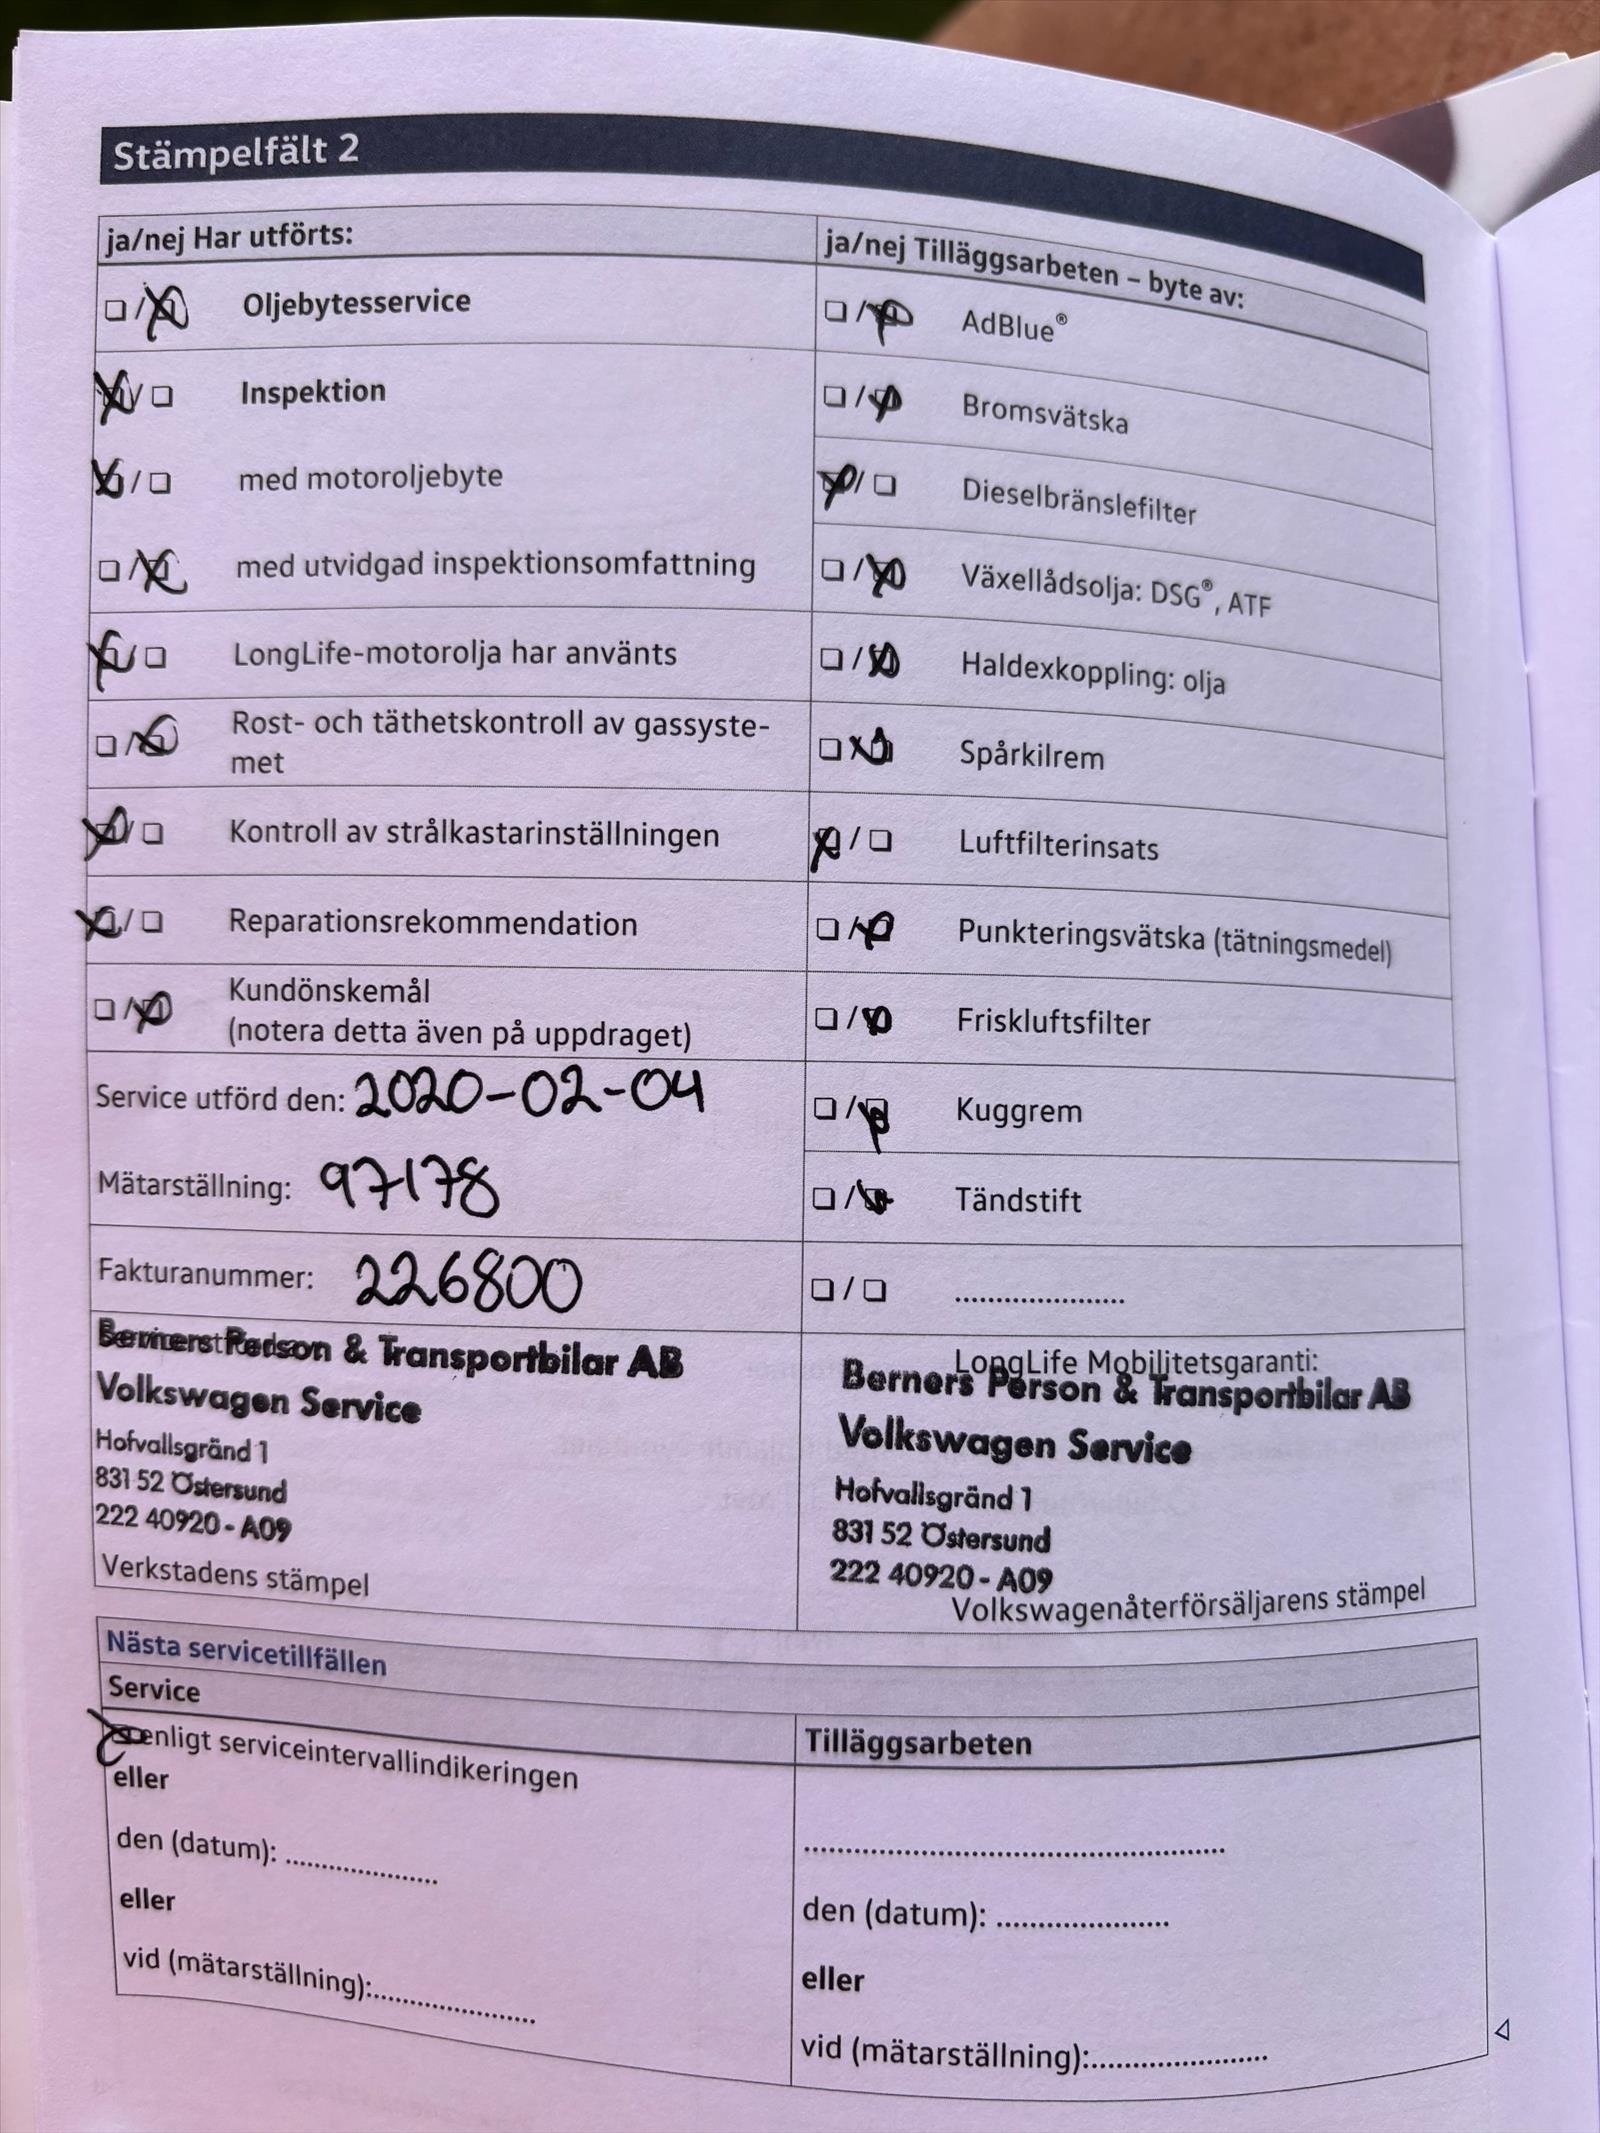 Stämpelfält 2
ja/nej Har utförts:
☐ / ☒ Oljebytesservice
☒ / ☐ Inspektion
☒ / ☐ med motoroljebyte
☐ / ☒ med utvidgad inspektionsomfattning
☒ / ☐ LongLife-motorolja har använts
☐ / ☒ Rost- och täthetskontroll av gassyste-
met
☒ / ☐ Kontroll av strålkastarinställningen
☒ / ☐ Reparationsrekommendation
☐ / ☒ Kundönskemål
(notera detta även på uppdraget)
Service utförd den: 2020-02-04
Mätarställning: 97178
Fakturanummer: 226800
Berners Person & Transportbilar AB
Volkswagen Service
Hofvallsgränd 1
831 52 Östersund
222 40920 - A09
Verkstadens stämpel
ja/nej Tilläggsarbeten – byte av:
☐ / ☒ AdBlue®
☐ / ☒ Bromsvätska
☒ / ☐ Dieselbränslefilter
☐ / ☒ Växellådsolja: DSG®, ATF
☐ / ☒ Haldexkoppling: olja
☐ / ☒ Spårkilrem
☒ / ☐ Luftfilterinsats
☐ / ☒ Punkteringsvätska (tätningsmedel)
☐ / ☒ Friskluftsfilter
☐ / ☒ Kuggrem
☐ / ☒ Tändstift
☐ / ☐ .....................
LongLife Mobilitetsgaranti:
Berners Person & Transportbilar AB
Volkswagen Service
Hofvallsgränd 1
831 52 Östersund
222 40920 - A09
Volkswagenåterförsäljarens stämpel
Nästa servicetillfällen
Service
☒ enligt serviceintervallindikeringen
eller
den (datum): ...................
eller
vid (mätarställning):....................
Tilläggsarbeten
....................................................
den (datum): .....................
eller
vid (mätarställning):......................